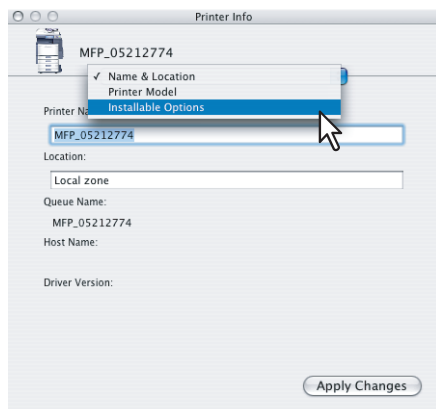 Printer Info
MFP_05212774
✓ Name & Location
Printer Model
Installable Options
Printer
MFP_05212774
Location:
Local zone
Queue Name:
MFP_05212774
Host Name:
Driver Version:
Apply Changes